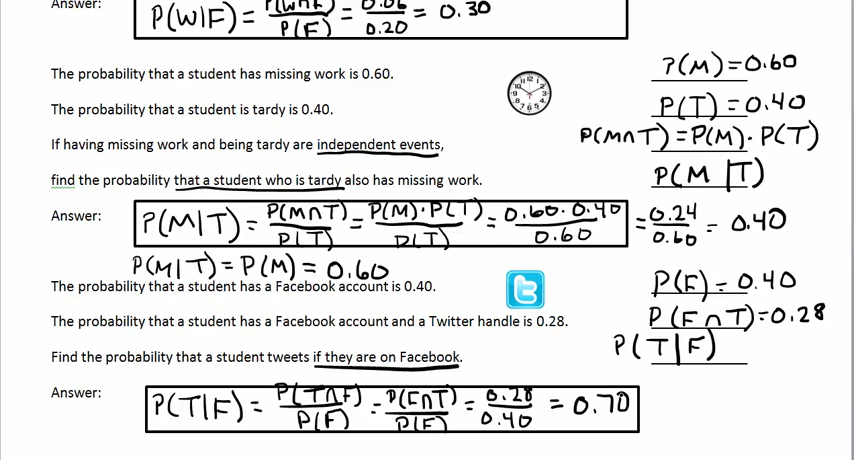 Answer: P(W|F) = P(W∩F)/P(F) = 0.06/0.20 = 0.30
The probability that a student has missing work is 0.60.
P(M) = 0.60
The probability that a student is tardy is 0.40.
P(T) = 0.40
If having missing work and being tardy are independent events,
P(M∩T) = P(M) · P(T)
find the probability that a student who is tardy also has missing work.
P(M|T)
Answer: P(M|T) = P(M∩T)/P(T) = P(M)·P(T)/P(T) = 0.60·0.40/0.60 = 0.24/0.60 = 0.40
P(M|T) = P(M) = 0.60
The probability that a student has a Facebook account is 0.40.
P(F) = 0.40
The probability that a student has a Facebook account and a Twitter handle is 0.28.
P(F∩T) = 0.28
Find the probability that a student tweets if they are on Facebook.
P(T|F)
Answer: P(T|F) = P(T∩F)/P(F) = P(F∩T)/P(F) = 0.28/0.40 = 0.70